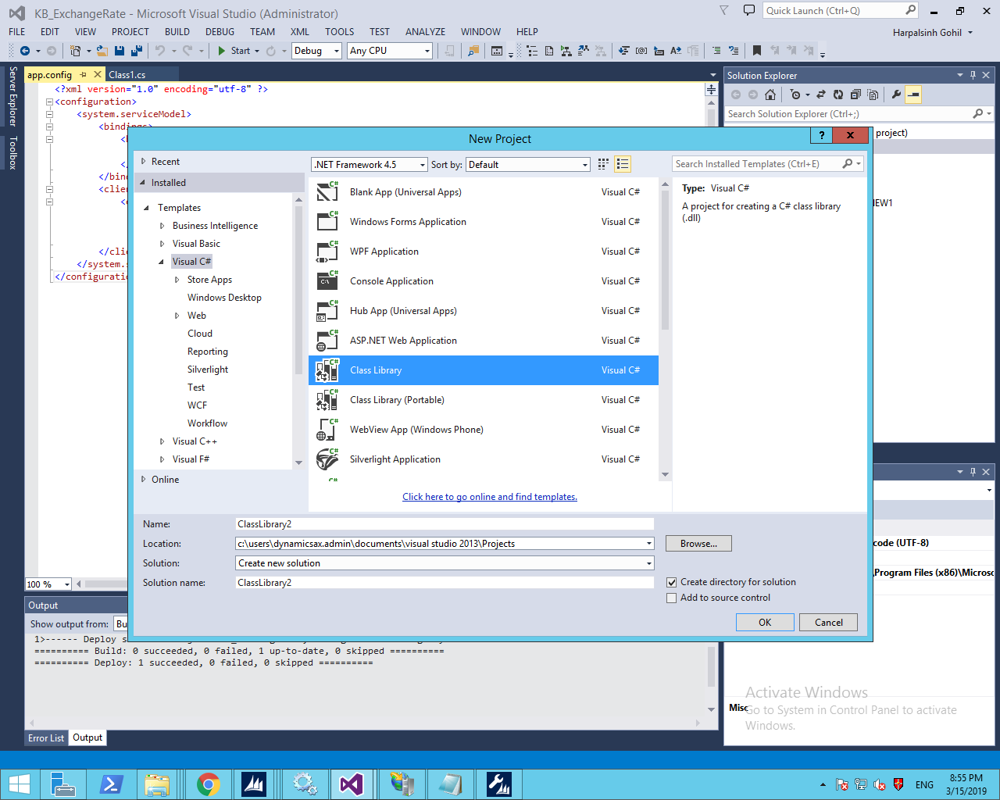 KB_ExchangeRate - Microsoft Visual Studio (Administrator)
Quick Launch (Ctrl+Q)
FILE EDIT VIEW PROJECT BUILD DEBUG TEAM XML TOOLS TEST ANALYZE WINDOW HELP
Harpalsinh Gohil
Start Debug Any CPU
Server Explorer
Toolbox
app.config Class1.cs
<?xml version="1.0" encoding="utf-8" ?>
<configuration>
<system.serviceModel>
<bindings>
</bind
<clien
</clie
</system.s
</configuratio
100 %
Solution Explorer
Search Solution Explorer (Ctrl+;)
project)
EW1
New Project
?
Recent
Installed
Templates
Business Intelligence
Visual Basic
Visual C#
Store Apps
Windows Desktop
Web
Cloud
Reporting
Silverlight
Test
WCF
Workflow
Visual C++
Visual F#
Online
.NET Framework 4.5 Sort by: Default
Search Installed Templates (Ctrl+E)
Blank App (Universal Apps) Visual C#
Windows Forms Application Visual C#
WPF Application Visual C#
Console Application Visual C#
Hub App (Universal Apps) Visual C#
ASP.NET Web Application Visual C#
Class Library Visual C#
Class Library (Portable) Visual C#
WebView App (Windows Phone) Visual C#
Silverlight Application Visual C#
Click here to go online and find templates.
Type: Visual C#
A project for creating a C# class library
(.dll)
Name: ClassLibrary2
Location: c:\users\dynamicsax.admin\documents\visual studio 2013\Projects Browse...
Solution: Create new solution
Solution name: ClassLibrary2
Create directory for solution
Add to source control
OK Cancel
code (UTF-8)
\Program Files (x86)\Microsc
Misc
Output
Show output from: Bu
1>------ Deploy s
========== Build: 0 succeeded, 0 failed, 1 up-to-date, 0 skipped ==========
========== Deploy: 1 succeeded, 0 failed, 0 skipped ==========
Error List Output
Activate Windows
Go to System in Control Panel to activate
Windows.
ENG
8:55 PM
3/15/2019